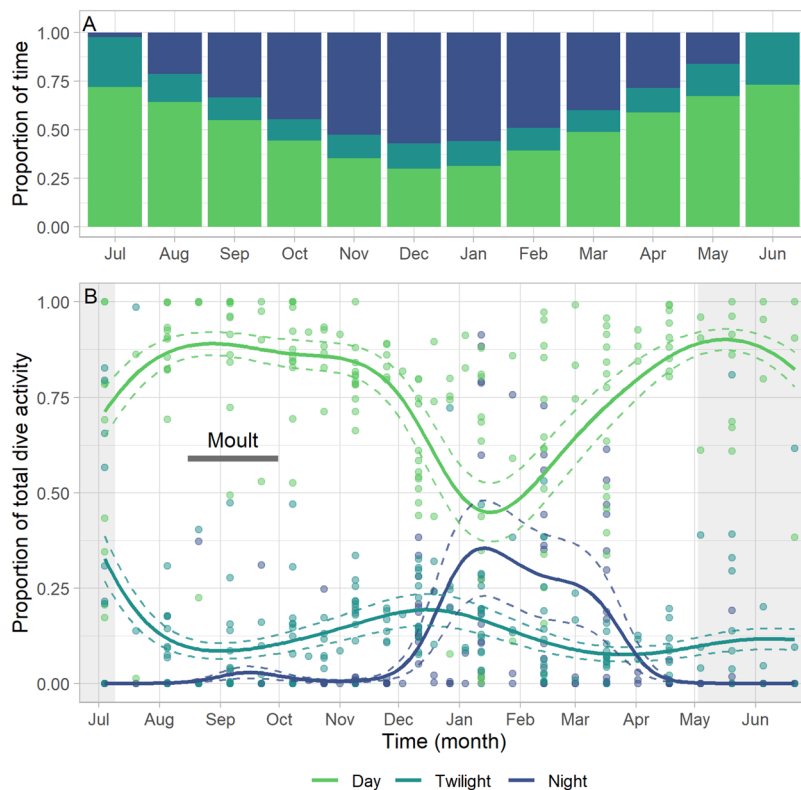 A
Proportion of time
1.00
0.75
0.50
0.25
0.00
Jul Aug Sep Oct Nov Dec Jan Feb Mar Apr May Jun
B
Proportion of total dive activity
1.00
0.75
0.50
0.25
0.00
Moult
Jul Aug Sep Oct Nov Dec Jan Feb Mar Apr May Jun
Time (month)
Day Twilight Night